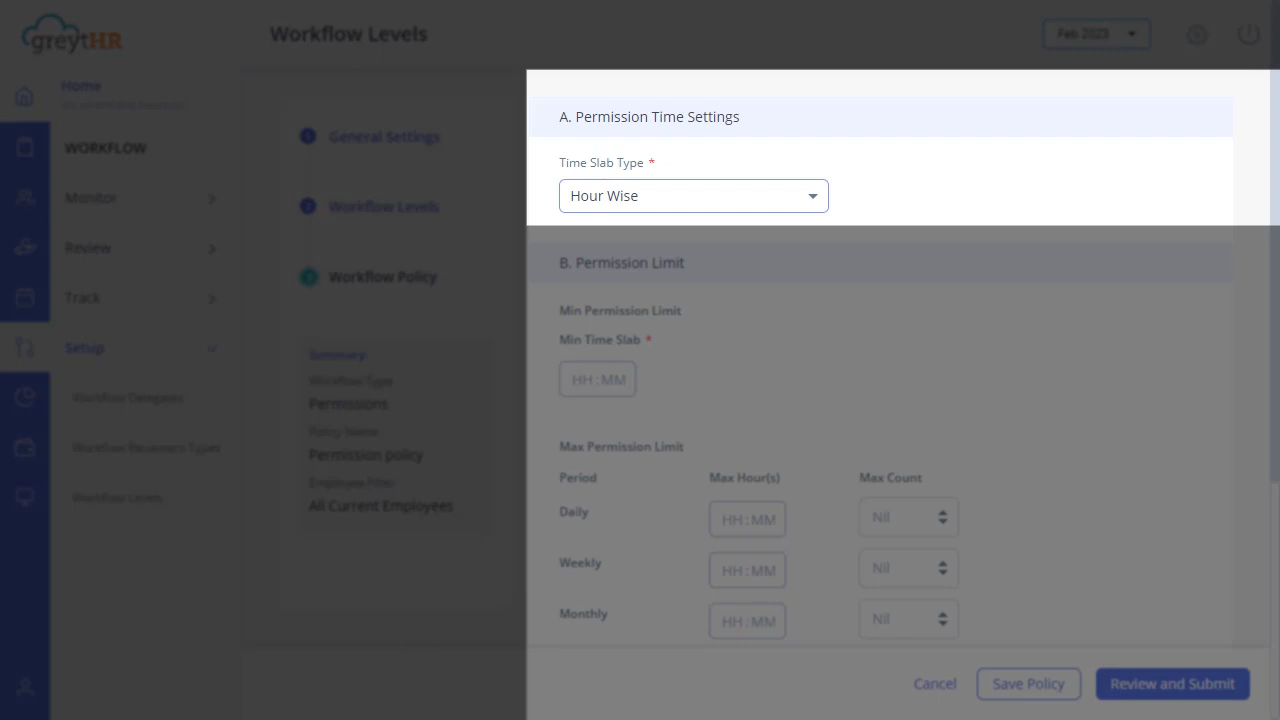 greytHR
Workflow Levels
Feb 2023
Home
WORKFLOW
Monitor
Review
Track
Setup
Workflow Delegates
Workflow Levels
General Settings
Workflow Levels
Workflow Policy
Summary
Workflow Type
Permissions
Policy Name
Permission policy
Employee Filter
All Current Employees
A. Permission Time Settings
Time Slab Type *
Hour Wise
B. Permission Limit
Min Permission Limit
Min Time Slab *
HH:MM
Max Permission Limit
Period Max Hour(s) Max Count
Daily HH:MM Nil
Weekly HH:MM Nil
Monthly HH:MM Nil
Cancel Save Policy Review and Submit